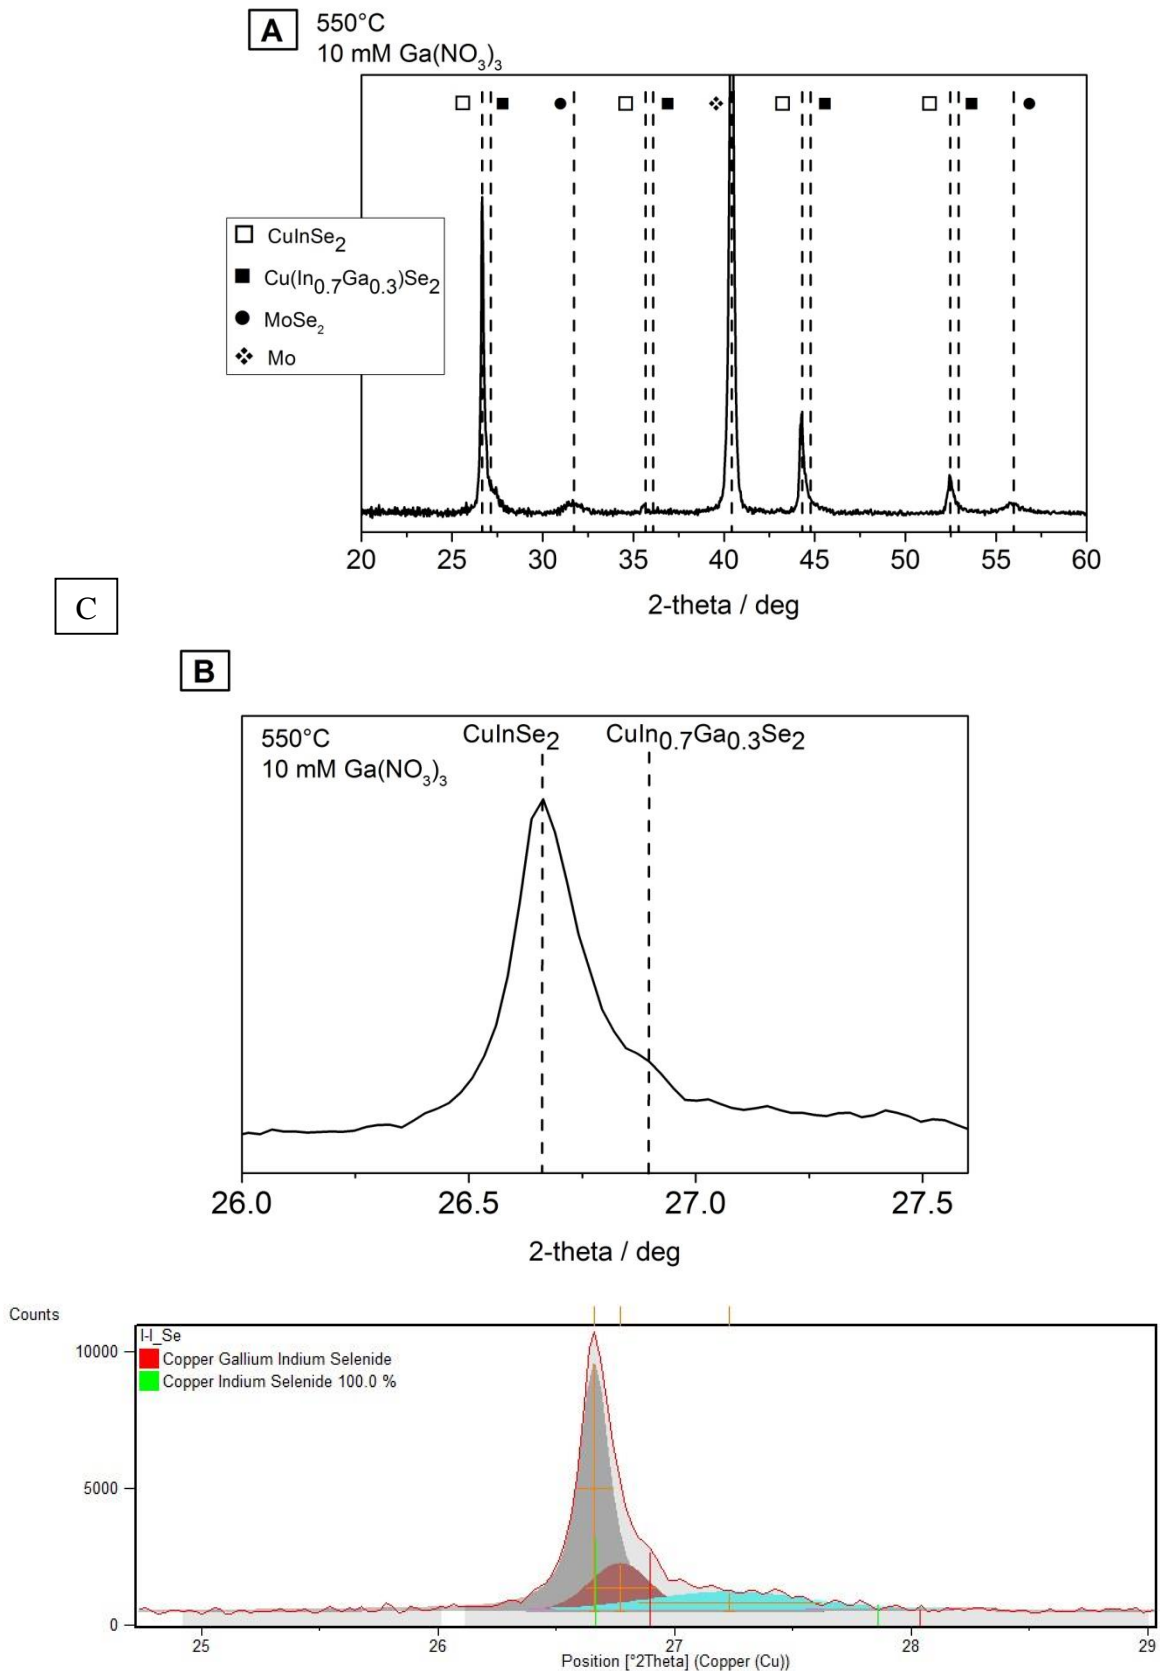 A
550°C
10 mM Ga(NO3)3
CuInSe2
Cu(In0.7Ga0.3)Se2
MoSe2
Mo
20 25 30 35 40 45 50 55 60
2-theta / deg
C
B
550°C
10 mM Ga(NO3)3
CuInSe2 CuIn0.7Ga0.3Se2
26.0 26.5 27.0 27.5
2-theta / deg
Counts
I-I_Se
Copper Gallium Indium Selenide
Copper Indium Selenide 100.0 %
10000
5000
0
25 26 27 28 29
Position [°2Theta] (Copper (Cu))